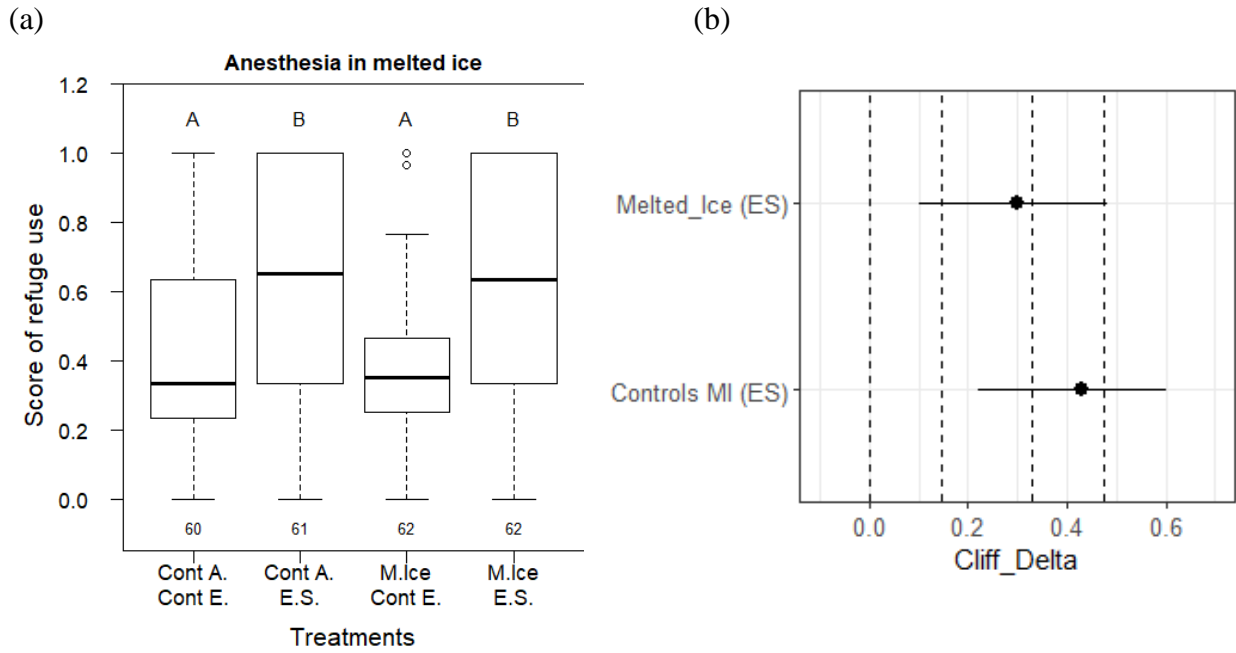 (a)
Anesthesia in melted ice
Score of refuge use
1.2
1.0
0.8
0.6
0.4
0.2
0.0
A B A B
60 61 62 62
Cont A. Cont A. M.Ice M.Ice
Cont E. E.S. Cont E. E.S.
Treatments
(b)
Melted_Ice (ES)
Controls MI (ES)
0.0 0.2 0.4 0.6
Cliff_Delta